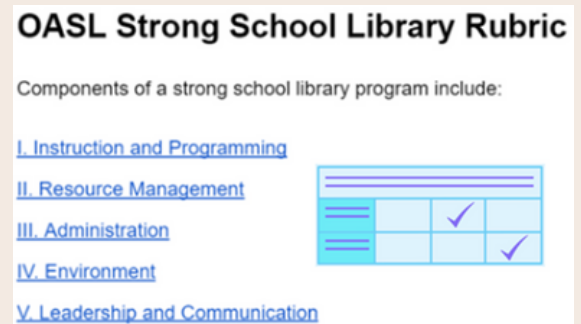 OASL Strong School Library Rubric
Components of a strong school library program include:
I. Instruction and Programming
II. Resource Management
III. Administration
IV. Environment
V. Leadership and Communication